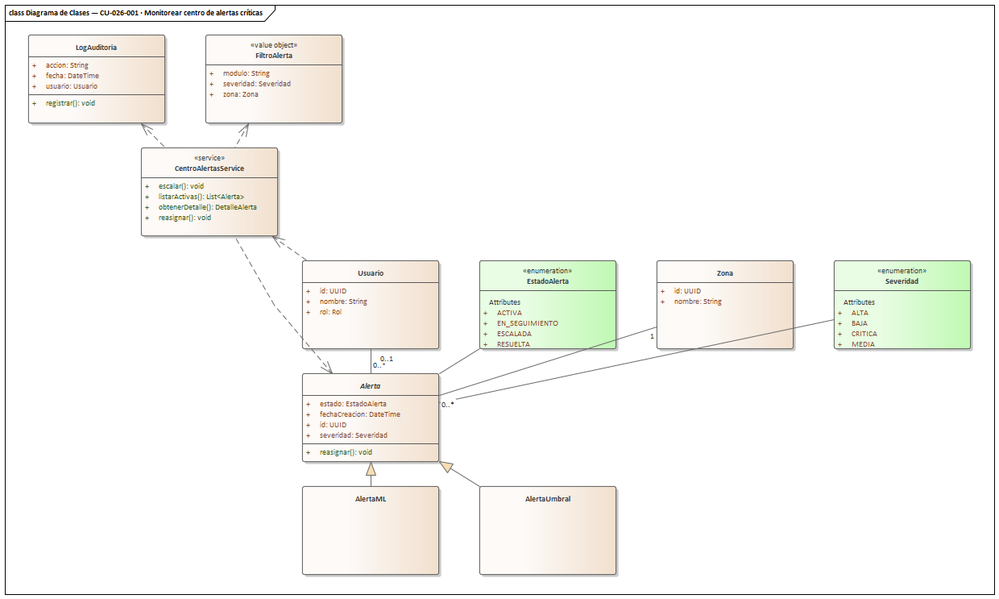 class Diagrama de Clases — CU-026-001 · Monitorear centro de alertas críticas
LogAuditoria
+ accion: String
+ fecha: DateTime
+ usuario: Usuario
+ registrar(): void
«value object»
FiltroAlerta
+ modulo: String
+ severidad: Severidad
+ zona: Zona
«service»
CentroAlertasService
+ escalar(): void
+ listarActivas(): List<Alerta>
+ obtenerDetalle(): DetalleAlerta
+ reasignar(): void
Usuario
+ id: UUID
+ nombre: String
+ rol: Rol
«enumeration»
EstadoAlerta
Attributes
+ ACTIVA
+ EN_SEGUIMIENTO
+ ESCALADA
+ RESUELTA
Zona
+ id: UUID
+ nombre: String
«enumeration»
Severidad
Attributes
+ ALTA
+ BAJA
+ CRITICA
+ MEDIA
1
0..1
0..*
Alerta
+ estado: EstadoAlerta
+ fechaCreacion: DateTime
+ id: UUID
+ severidad: Severidad
+ reasignar(): void
0..*
AlertaML
AlertaUmbral